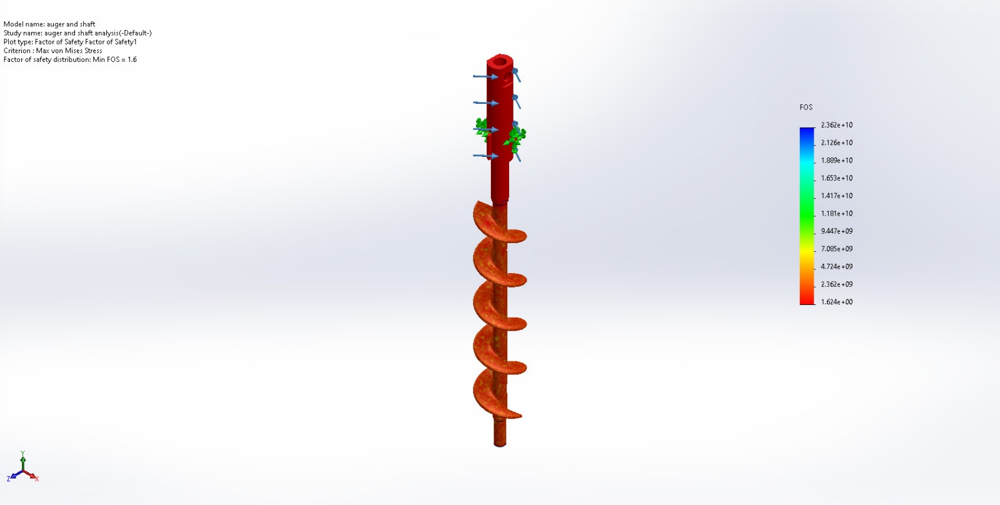 Model name: auger and shaft
Study name: auger and shaft analysis(-Default-)
Plot type: Factor of Safety Factor of Safety1
Criterion : Max von Mises Stress
Factor of safety distribution: Min FOS = 1.6
FOS
2.362e+10
2.126e+10
1.889e+10
1.653e+10
1.417e+10
1.181e+10
9.447e+09
7.085e+09
4.724e+09
2.362e+09
1.624e+00
Y
Z
X